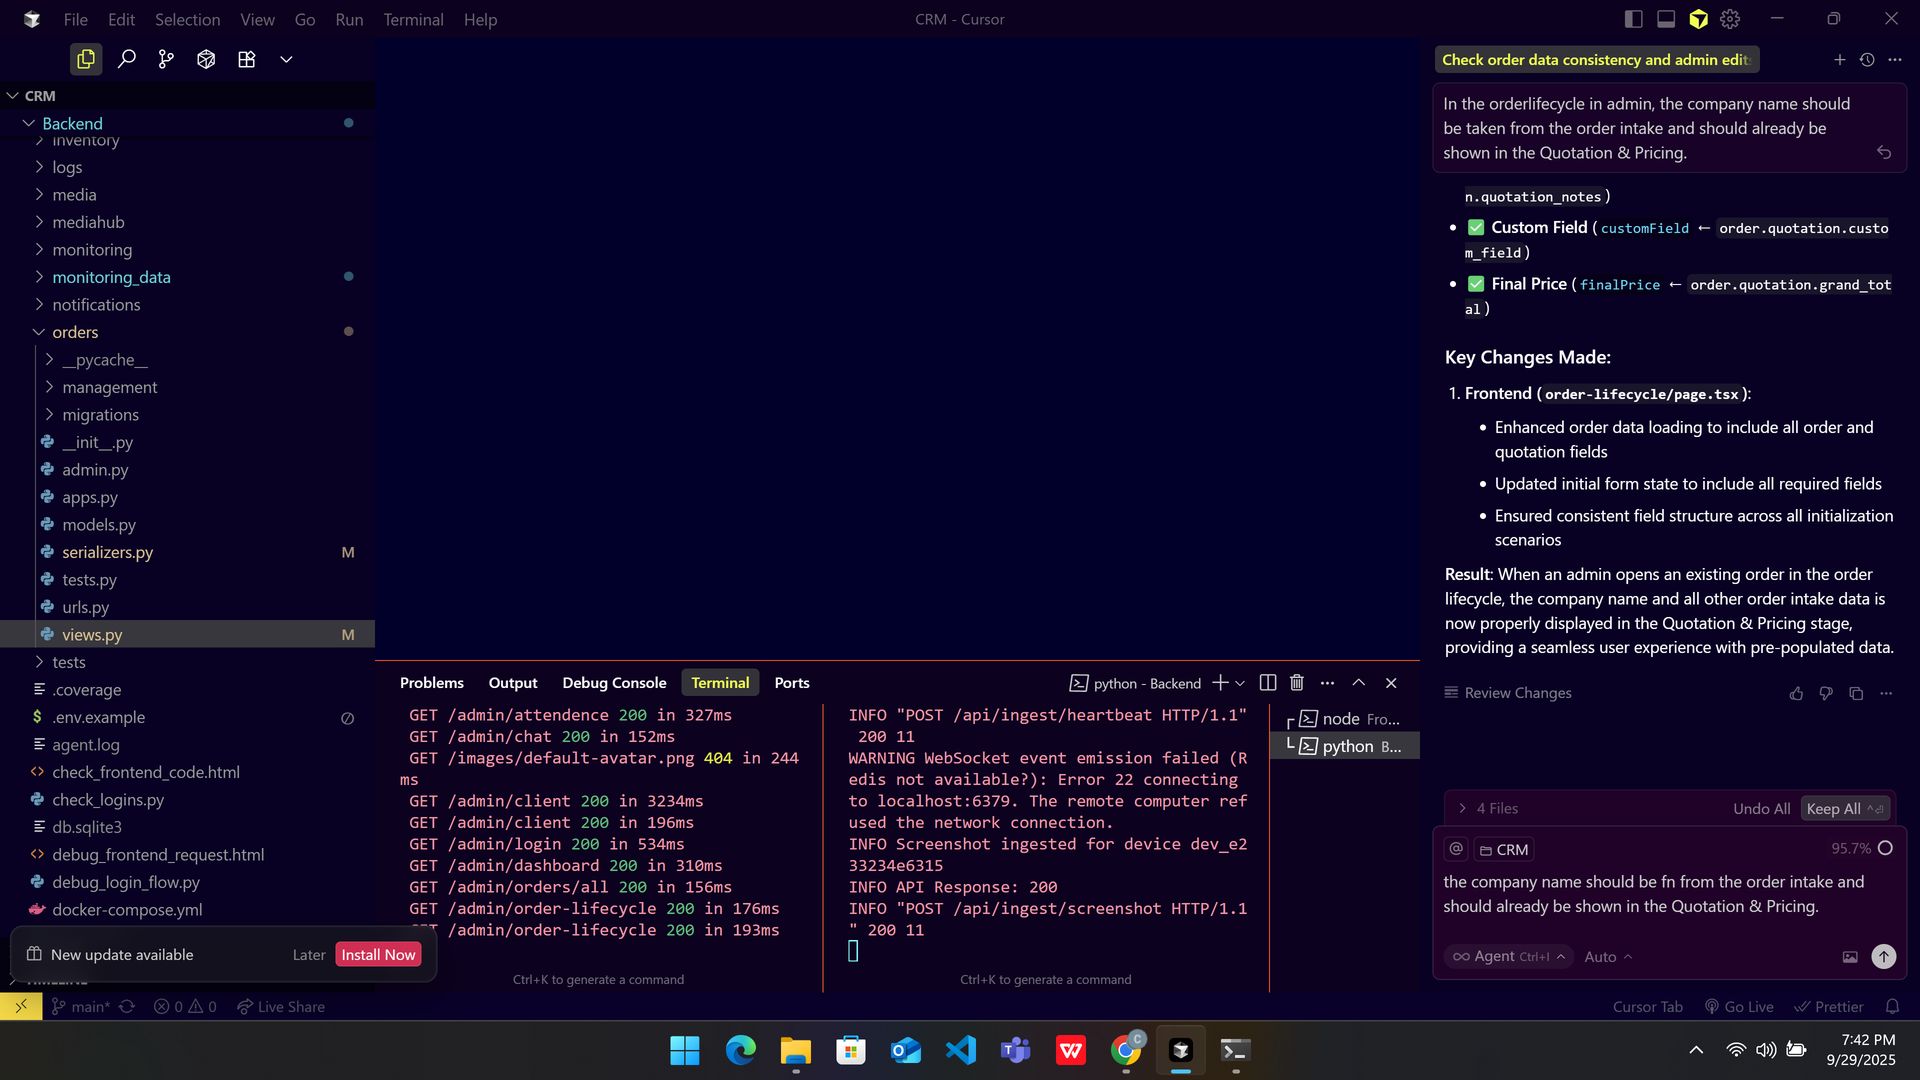 File Edit Selection View Go Run Terminal Help
CRM - Cursor
CRM
Backend
inventory
logs
media
mediahub
monitoring
monitoring_data
notifications
orders
__pycache__
management
migrations
__init__.py
admin.py
apps.py
models.py
serializers.py M
tests.py
urls.py
views.py M
tests
.coverage
.env.example
agent.log
check_frontend_code.html
check_logins.py
db.sqlite3
debug_frontend_request.html
debug_login_flow.py
docker-compose.yml
New update available Later Install Now
TIMELINE
Problems Output Debug Console Terminal Ports
python - Backend
GET /admin/attendence 200 in 327ms
GET /admin/chat 200 in 152ms
GET /images/default-avatar.png 404 in 244
ms
GET /admin/client 200 in 3234ms
GET /admin/client 200 in 196ms
GET /admin/login 200 in 534ms
GET /admin/dashboard 200 in 310ms
GET /admin/orders/all 200 in 156ms
GET /admin/order-lifecycle 200 in 176ms
GET /admin/order-lifecycle 200 in 193ms
Ctrl+K to generate a command
INFO "POST /api/ingest/heartbeat HTTP/1.1"
200 11
WARNING WebSocket event emission failed (R
edis not available?): Error 22 connecting
to localhost:6379. The remote computer ref
used the network connection.
INFO Screenshot ingested for device dev_e2
33234e6315
INFO API Response: 200
INFO "POST /api/ingest/screenshot HTTP/1.1
" 200 11
Ctrl+K to generate a command
node Fro...
python B...
Check order data consistency and admin edit
In the orderlifecycle in admin, the company name should
be taken from the order intake and should already be
shown in the Quotation & Pricing.
n.quotation_notes)
• ✅ Custom Field (customField ← order.quotation.custo
m_field)
• ✅ Final Price (finalPrice ← order.quotation.grand_tot
al)
Key Changes Made:
1. Frontend (order-lifecycle/page.tsx):
• Enhanced order data loading to include all order and
quotation fields
• Updated initial form state to include all required fields
• Ensured consistent field structure across all initialization
scenarios
Result: When an admin opens an existing order in the order
lifecycle, the company name and all other order intake data is
now properly displayed in the Quotation & Pricing stage,
providing a seamless user experience with pre-populated data.
Review Changes
4 Files Undo All Keep All
@ CRM 95.7%
the company name should be fn from the order intake and
should already be shown in the Quotation & Pricing.
Agent Ctrl+I Auto
main* 0 0 Live Share
Cursor Tab Go Live Prettier
C
7:42 PM
9/29/2025